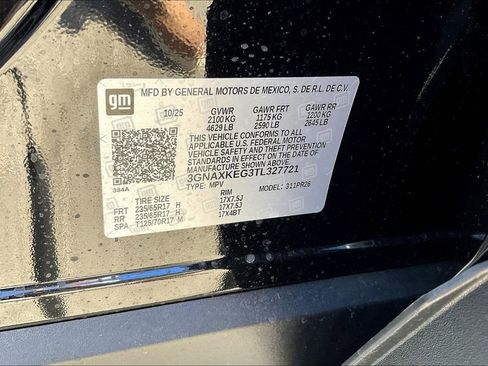 gm
MFD BY GENERAL MOTORS DE MEXICO, S. DE R.L. DE C.V.
10/25 GVWR GAWR FRT GAWR RR
2100 KG 1175 KG 1200 KG
4629 LB 2590 LB 2645 LB
THIS VEHICLE CONFORMS TO ALL
APPLICABLE U.S. FEDERAL MOTOR
VEHICLE SAFETY, BUMPER, AND
THEFT PREVENTION STANDARDS IN
EFFECT ON THE DATE OF
MANUFACTURE SHOWN ABOVE.
3GNAXKEG3TL327721
384A TYPE: MPV MODEL: 311PR26
TIRE SIZE RIM
FRT 235/65R17 H 17X7.5J
RR 235/65R17 H 17X7.5J
SPA T125/70R17 M 17X4BT